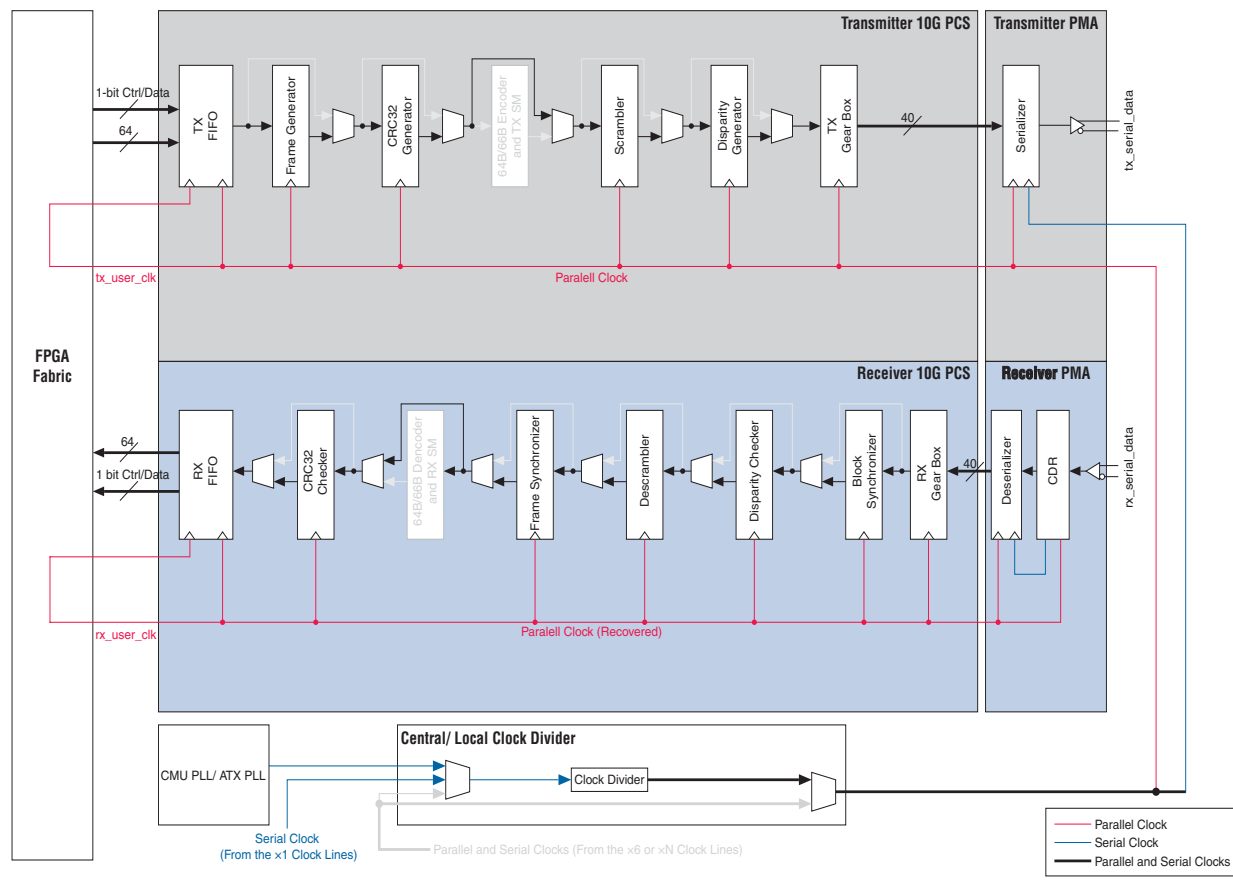 Transmitter 10G PCS
Transmitter PMA
1-bit Ctrl/Data
64
TX
FIFO
Frame Generator
CRC32
Generator
64B/66B Encoder
and TX SM
Scrambler
Disparity
Generator
TX
Gear Box
40
Serializer
tx_serial_data
tx_user_clk
Paralell Clock
FPGA
Fabric
Receiver 10G PCS
Receiver PMA
64
1 bit Ctrl/Data
RX
FIFO
CRC32
Checker
64B/66B Dencoder
and RX SM
Frame Synchronizer
Descrambler
Disparity Checker
Block
Synchronizer
RX
Gear Box
40
Deserializer
CDR
rx_serial_data
rx_user_clk
Paralell Clock (Recovered)
CMU PLL/ ATX PLL
Central/ Local Clock Divider
Clock Divider
Serial Clock
(From the ×1 Clock Lines)
Parallel and Serial Clocks (From the ×6 or ×N Clock Lines)
Parallel Clock
Serial Clock
Parallel and Serial Clocks